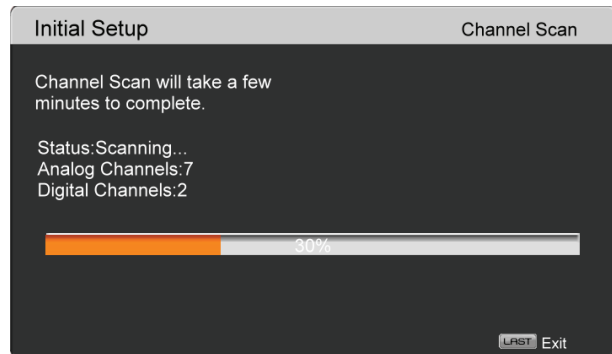 Initial Setup
Channel Scan
Channel Scan will take a few
minutes to complete.
Status:Scanning...
Analog Channels:7
Digital Channels:2
30%
LAST Exit